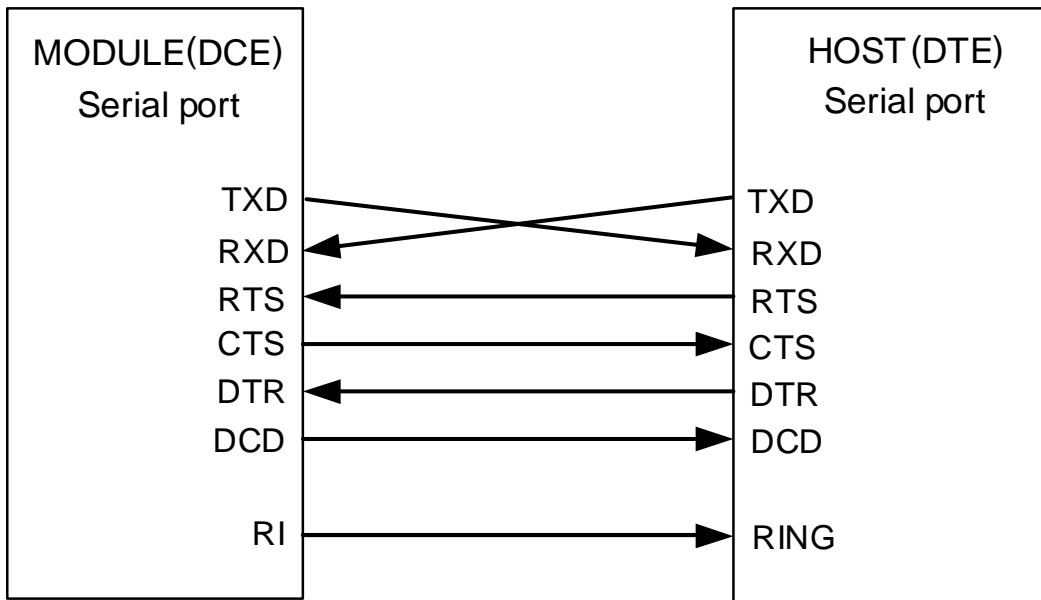 MODULE(DCE)
Serial port
TXD
RXD
RTS
CTS
DTR
DCD
RI
HOST(DTE)
Serial port
TXD
RXD
RTS
CTS
DTR
DCD
RING